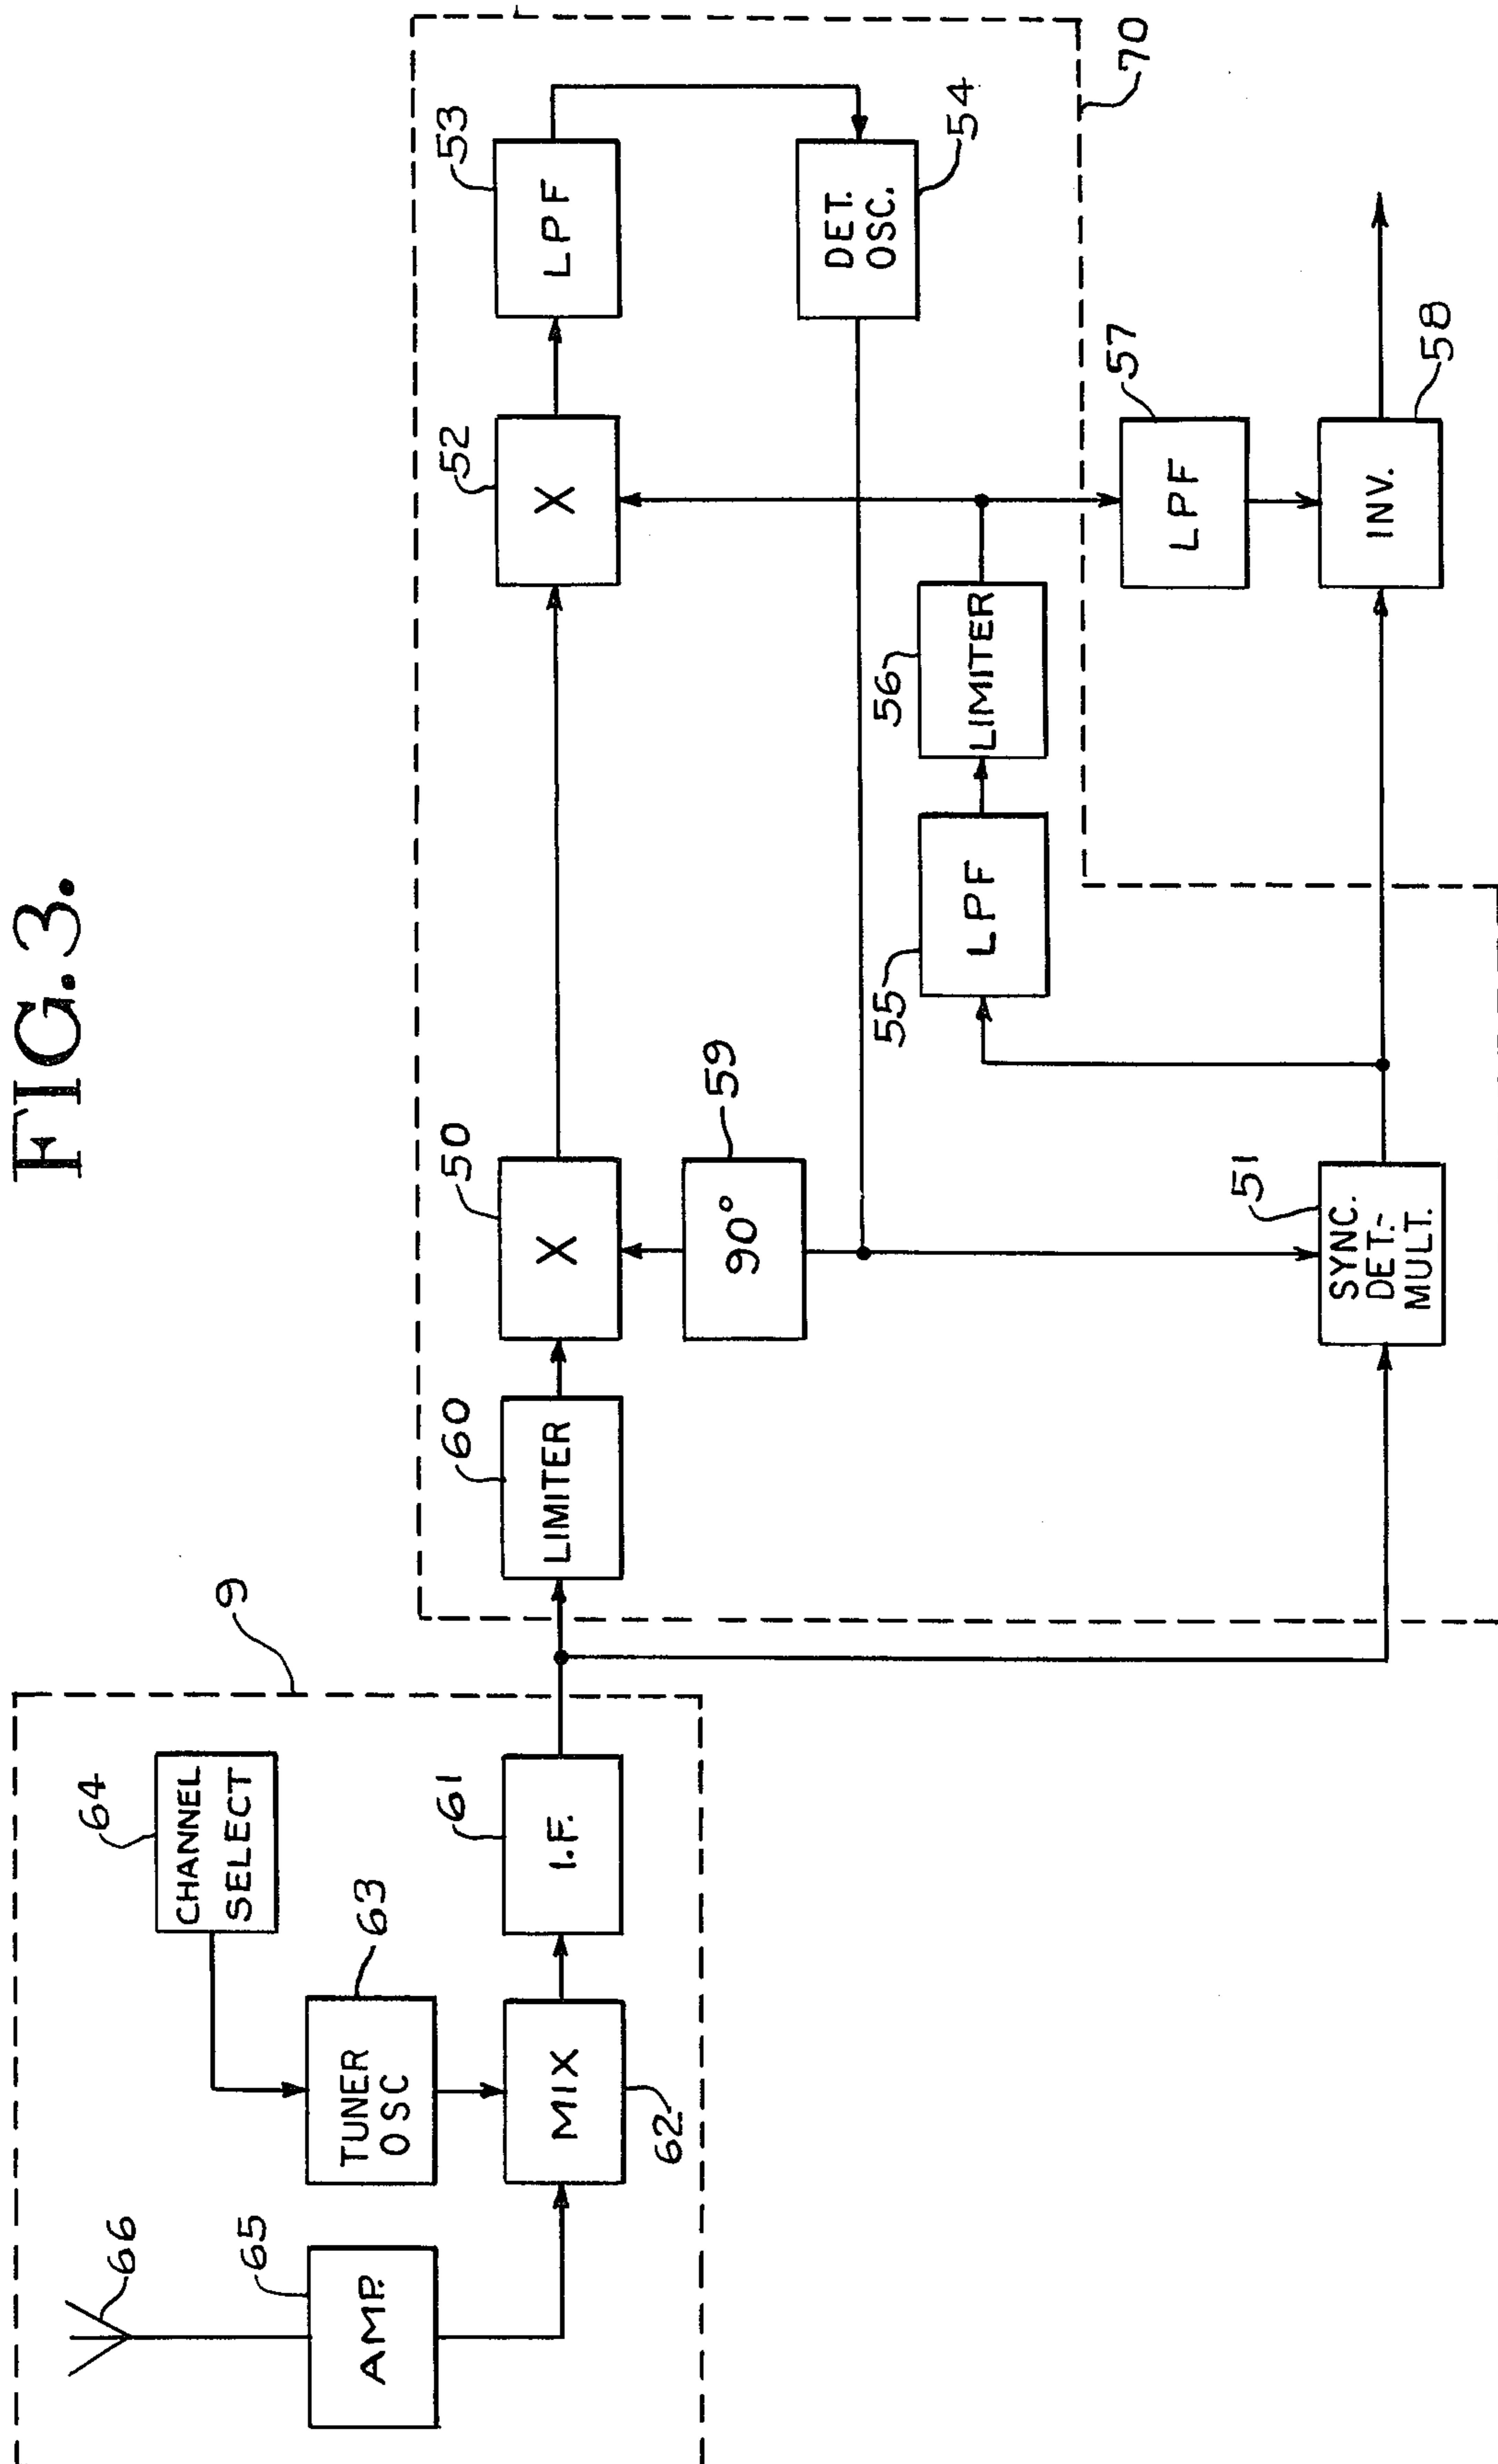 FIG.3.
66
65
AMP.
64
CHANNEL
SELECT
63
TUNER
OSC
62
MIX
61
I.F.
9
60
LIMITER
50
X
59
90°
51
SYNC.
DET.-
MULT.
52
X
53
LPF
DET.
OSC.
54
55
LPF
56
LIMITER
57
LPF
INV.
58
70